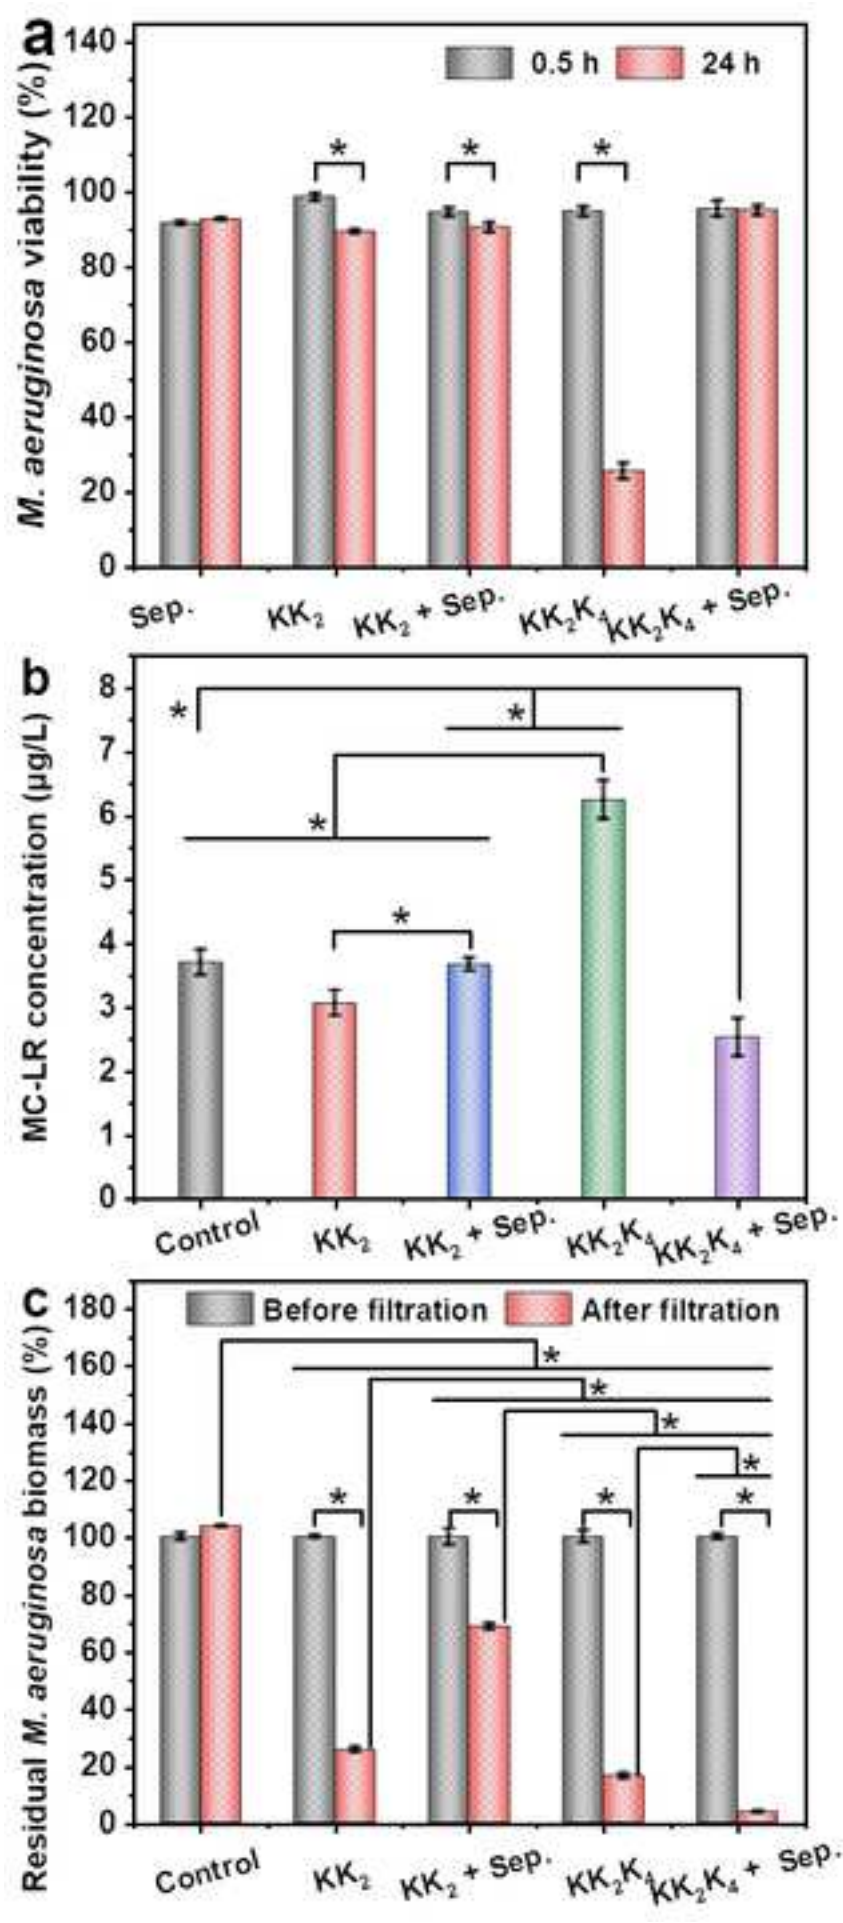 a
M. aeruginosa viability (%)
140
120
100
80
60
40
20
0
0.5 h
24 h
*
*
*
Sep.
KK₂
KK₂ + Sep.
KK₂K₄
KK₂K₄ + Sep.
b
MC-LR concentration (µg/L)
8
7
6
5
4
3
2
1
0
*
*
*
*
Control
KK₂
KK₂ + Sep.
KK₂K₄
KK₂K₄ + Sep.
c
Residual M. aeruginosa biomass (%)
180
160
140
120
100
80
60
40
20
0
Before filtration
After filtration
*
*
*
*
*
*
*
*
Control
KK₂
KK₂ + Sep.
KK₂K₄
KK₂K₄ + Sep.